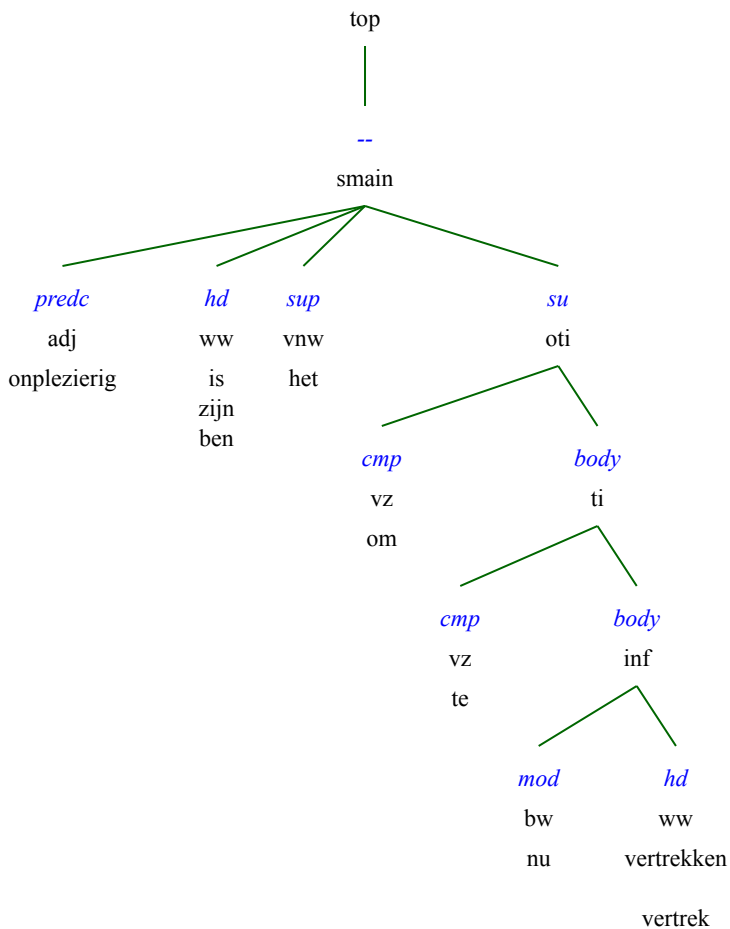 top
--
smain
predc hd sup su
adj ww vnw oti
onplezierig is het
zijn
ben
cmp body
vz ti
om
cmp body
vz inf
te
mod hd
bw ww
nu vertrekken
vertrek